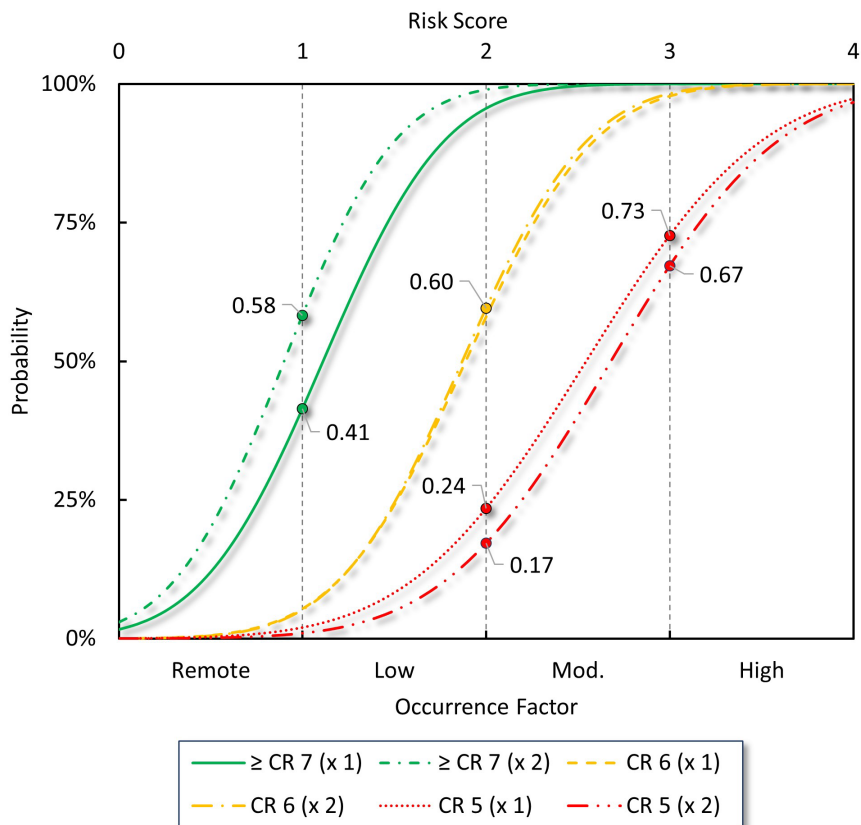 Risk Score
0 1 2 3 4
100%
75%
50%
25%
0%
Probability
0.58
0.41
0.60
0.24
0.17
0.73
0.67
Remote Low Mod. High
Occurrence Factor
≥ CR 7 (x 1) ≥ CR 7 (x 2) CR 6 (x 1)
CR 6 (x 2) CR 5 (x 1) CR 5 (x 2)